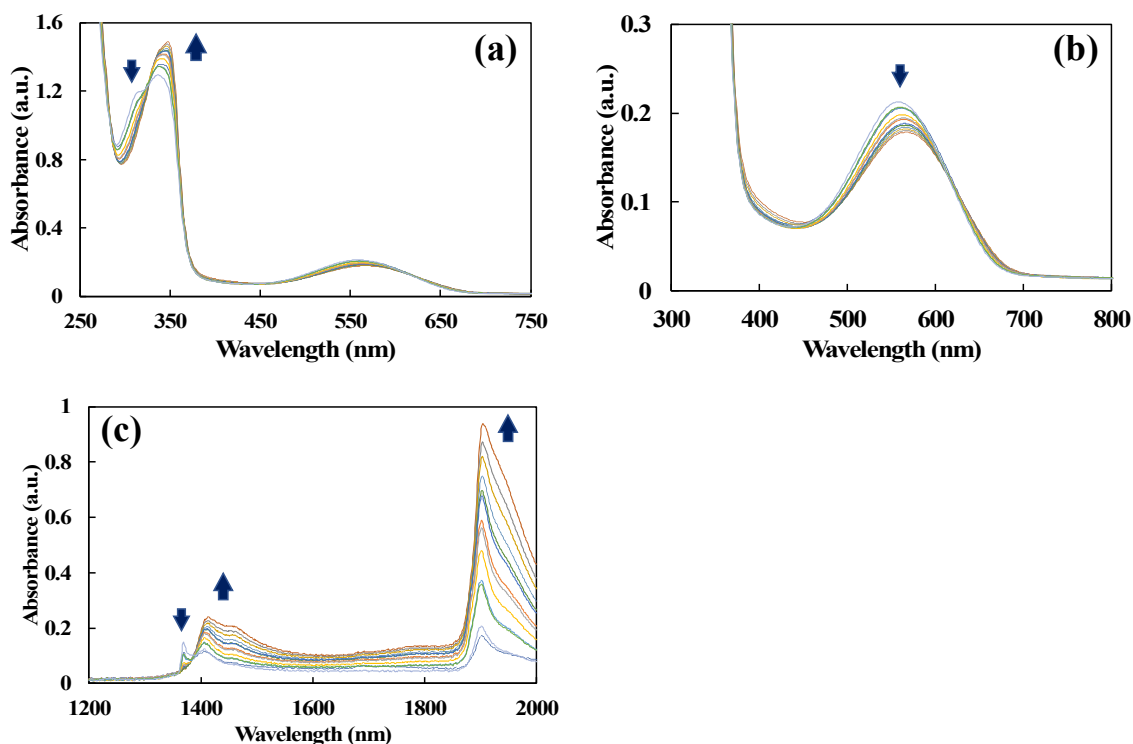 (a)
Absorbance (a.u.)
1.6
1.2
0.8
0.4
0
250 350 450 550 650 750
Wavelength (nm)
(b)
Absorbance (a.u.)
0.3
0.2
0.1
0
300 400 500 600 700 800
Wavelength (nm)
(c)
Absorbance (a.u.)
1
0.8
0.6
0.4
0.2
0
1200 1400 1600 1800 2000
Wavelength (nm)